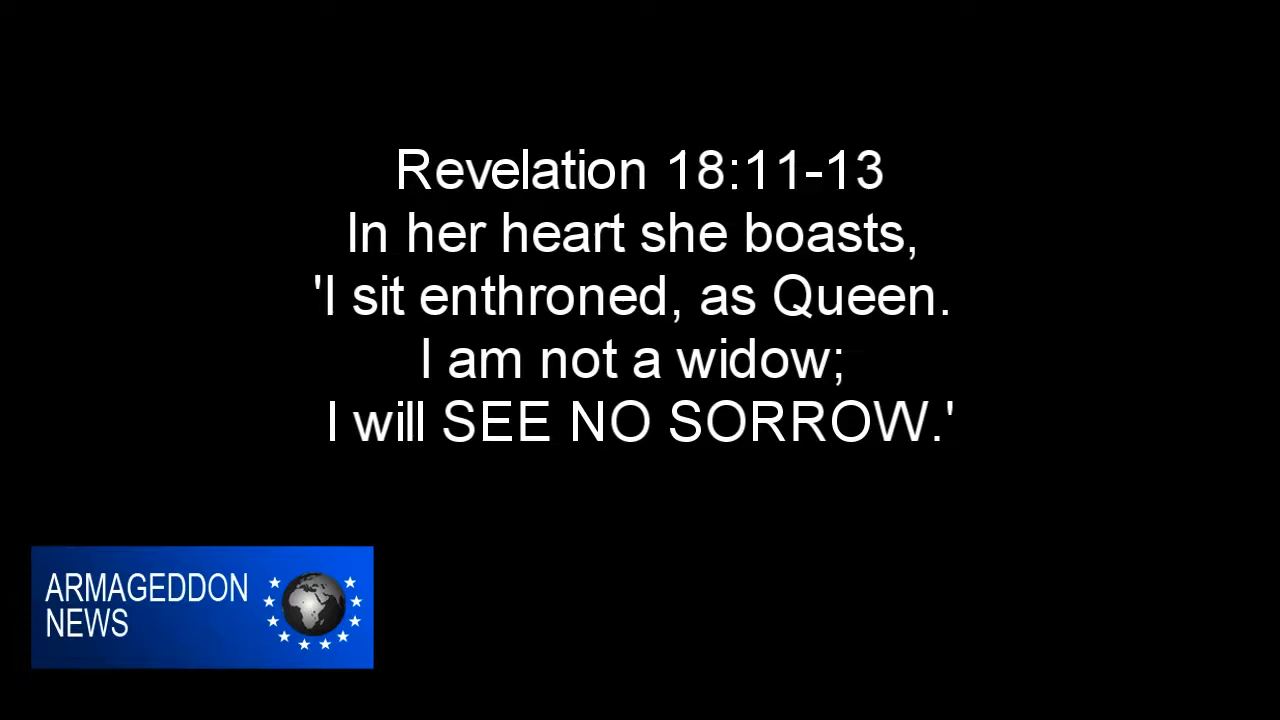 Revelation 18:11-13
In her heart she boasts,
'I sit enthroned, as Queen.
I am not a widow;
I will SEE NO SORROW.'
ARMAGEDDON
NEWS